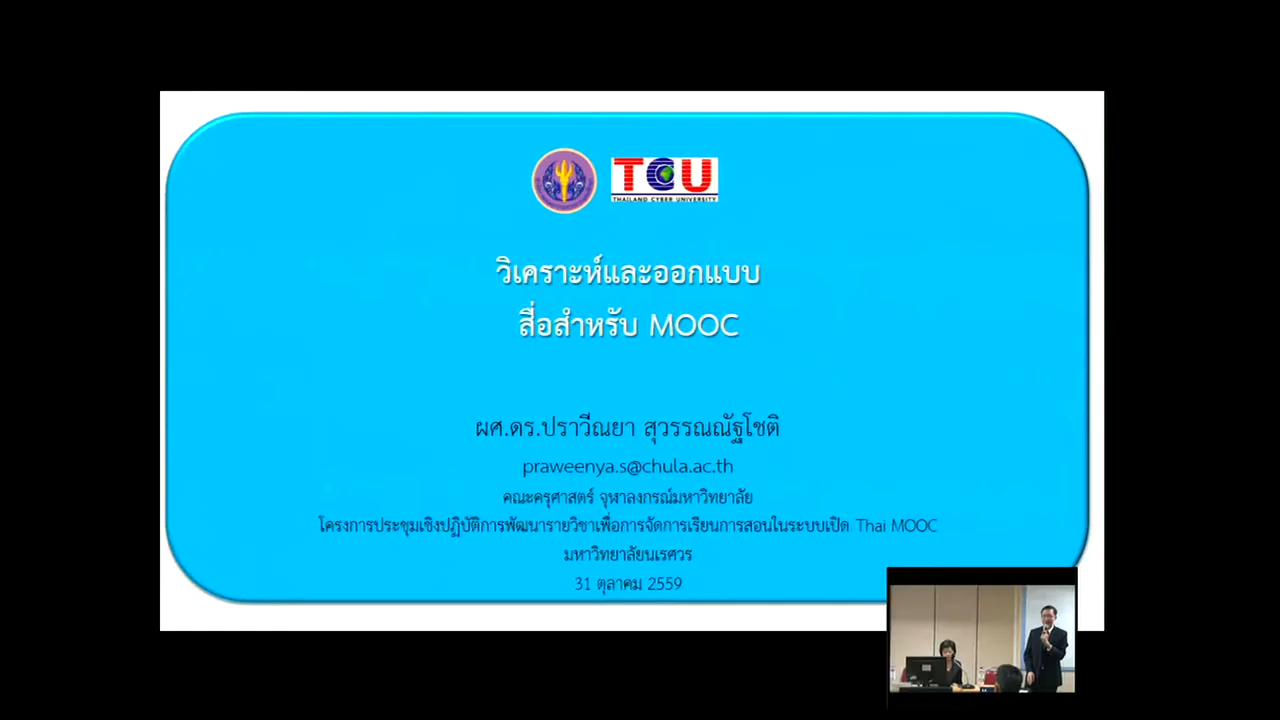 TCU
THAILAND CYBER UNIVERSITY
วิเคราะห์และออกแบบ
สื่อสำหรับ MOOC
ผศ.ดร.ปราวีณยา สุวรรณณัฐโชติ
praweenya.s@chula.ac.th
คณะครุศาสตร์ จุฬาลงกรณ์มหาวิทยาลัย
โครงการประชุมเชิงปฏิบัติการพัฒนารายวิชาเพื่อการจัดการเรียนการสอนในระบบเปิด Thai MOOC
มหาวิทยาลัยนเรศวร
31 ตุลาคม 2559